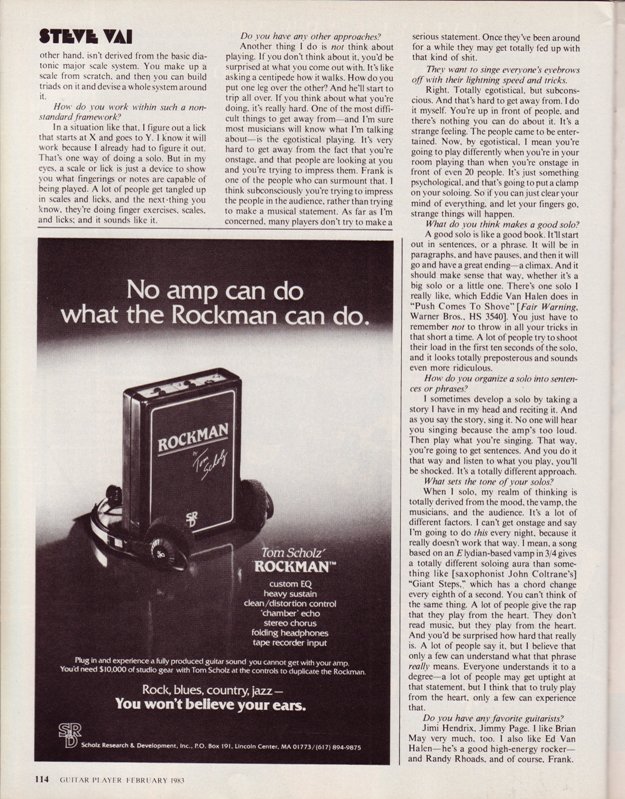 STEVE VAI
other hand, isn't derived from the basic dia-
tonic major scale system. You make up a
scale from scratch, and then you can build
triads on it and devise a whole system around
it.
How do you work within such a non-
standard framework?
In a situation like that, I figure out a lick
that starts at X and goes to Y. I know it will
work because I already had to figure it out.
That's one way of doing a solo. But in my
eyes, a scale or lick is just a device to show
you what fingerings or notes are capable of
being played. A lot of people get tangled up
in scales and licks, and the next thing you
know, they're doing finger exercises, scales,
and licks; and it sounds like it.
Do you have any other approaches?
Another thing I do is not think about
playing. If you don't think about it, you'd be
surprised at what you come out with. It's like
asking a centipede how it walks. How do you
put one leg over the other? And he'll start to
trip all over. If you think about what you're
doing, it's really hard. One of the most diffi-
cult things to get away from—and I'm sure
most musicians will know what I'm talking
about—is the egotistical playing. It's very
hard to get away from the fact that you're
onstage, and that people are looking at you
and you're trying to impress them. Frank is
one of the people who can surmount that. I
think subconsciously you're trying to impress
the people in the audience, rather than trying
to make a musical statement. As far as I'm
concerned, many players don't try to make a
serious statement. Once they've been around
for a while they may get totally fed up with
that kind of shit.
They want to singe everyone's eyebrows
off with their lightning speed and tricks.
Right. Totally egotistical, but subcons-
cious. And that's hard to get away from. I do
it myself. You're up in front of people, and
there's nothing you can do about it. It's a
strange feeling. The people came to be enter-
tained. Now, by egotistical, I mean you're
going to play differently when you're in your
room playing than when you're onstage in
front of even 20 people. It's just something
psychological, and that's going to put a clamp
on your soloing. So if you can just clear your
mind of everything, and let your fingers go,
strange things will happen.
What do you think makes a good solo?
A good solo is like a good book. It'll start
out in sentences, or a phrase. It will be in
paragraphs, and have pauses, and then it will
go and have a great ending—a climax. And it
should make sense that way, whether it's a
big solo or a little one. There's one solo I
really like, which Eddie Van Halen does in
"Push Comes To Shove" [Fair Warning,
Warner Bros., HS 3540]. You just have to
remember not to throw in all your tricks in
that short a time. A lot of people try to shoot
their load in the first ten seconds of the solo,
and it looks totally preposterous and sounds
even more ridiculous.
How do you organize a solo into senten-
ces or phrases?
I sometimes develop a solo by taking a
story I have in my head and reciting it. And
as you say the story, sing it. No one will hear
you singing because the amp's too loud.
Then play what you're singing. That way,
you're going to get sentences. And you do it
that way and listen to what you play, you'll
be shocked. It's a totally different approach.
What sets the tone of your solos?
When I solo, my realm of thinking is
totally derived from the mood, the vamp, the
musicians, and the audience. It's a lot of
different factors. I can't get onstage and say
I'm going to do this every night, because it
really doesn't work that way. I mean, a song
based on an E lydian-based vamp in 3/4 gives
a totally different soloing aura than some-
thing like [saxophonist John Coltrane's]
"Giant Steps," which has a chord change
every eighth of a second. You can't think of
the same thing. A lot of people give the rap
that they play from the heart. They don't
read music, but they play from the heart.
And you'd be surprised how hard that really
is. A lot of people say it, but I believe that
only a few can understand what that phrase
really means. Everyone understands it to a
degree—a lot of people may get uptight at
that statement, but I think that to truly play
from the heart, only a few can experience
that.
Do you have any favorite guitarists?
Jimi Hendrix, Jimmy Page. I like Brian
May very much, too. I also like Ed Van
Halen—he's a good high-energy rocker—
and Randy Rhoads, and of course, Frank.
No amp can do
what the Rockman can do.
ROCKMAN
by
Tom
Scholz
SRD
Tom Scholz'
ROCKMAN™
custom EQ
heavy sustain
clean/distortion control
'chamber' echo
stereo chorus
folding headphones
tape recorder input
Plug in and experience a fully produced guitar sound you cannot get with your amp.
You'd need $10,000 of studio gear with Tom Scholz at the controls to duplicate the Rockman.
Rock, blues, country, jazz—
You won't believe your ears.
SRD Scholz Research & Development, Inc., P.O. Box 191, Lincoln Center, MA 01773/(617) 894-9875
114 GUITAR PLAYER FEBRUARY 1983